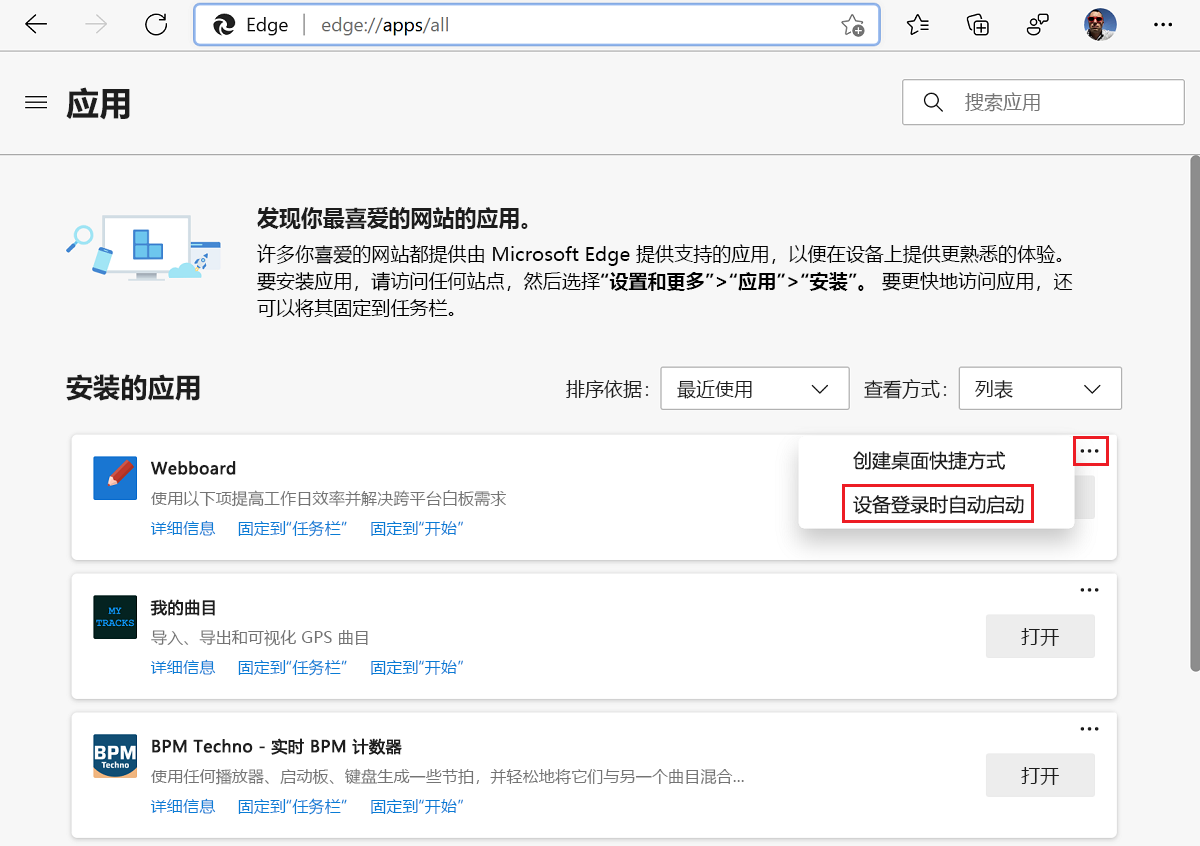 Edge edge://apps/all
应用
搜索应用
发现你最喜爱的网站的应用。
许多你喜爱的网站都提供由 Microsoft Edge 提供支持的应用，以便在设备上提供更熟悉的体验。
要安装应用，请访问任何站点，然后选择“设置和更多”>“应用”>“安装”。 要更快地访问应用，还
可以将其固定到任务栏。
安装的应用 排序依据: 最近使用 查看方式: 列表
Webboard
使用以下项提高工作日效率并解决跨平台白板需求
详细信息 固定到“任务栏” 固定到“开始”
创建桌面快捷方式
设备登录时自动启动
MY
TRACKS
我的曲目
导入、导出和可视化 GPS 曲目
详细信息 固定到“任务栏” 固定到“开始”
打开
BPM
Techno
BPM Techno - 实时 BPM 计数器
使用任何播放器、启动板、键盘生成一些节拍，并轻松地将它们与另一个曲目混合...
详细信息 固定到“任务栏” 固定到“开始”
打开